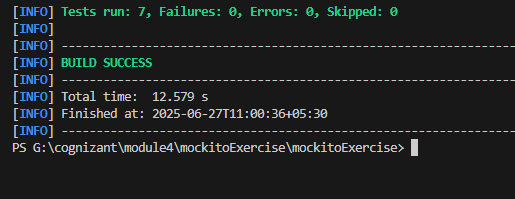 [INFO] Tests run: 7, Failures: 0, Errors: 0, Skipped: 0
[INFO]
[INFO] ------------------------------------------------------------------------
[INFO] BUILD SUCCESS
[INFO] ------------------------------------------------------------------------
[INFO] Total time:  12.579 s
[INFO] Finished at: 2025-06-27T11:00:36+05:30
[INFO] ------------------------------------------------------------------------
PS G:\cognizant\module4\mockitoExercise\mockitoExercise>